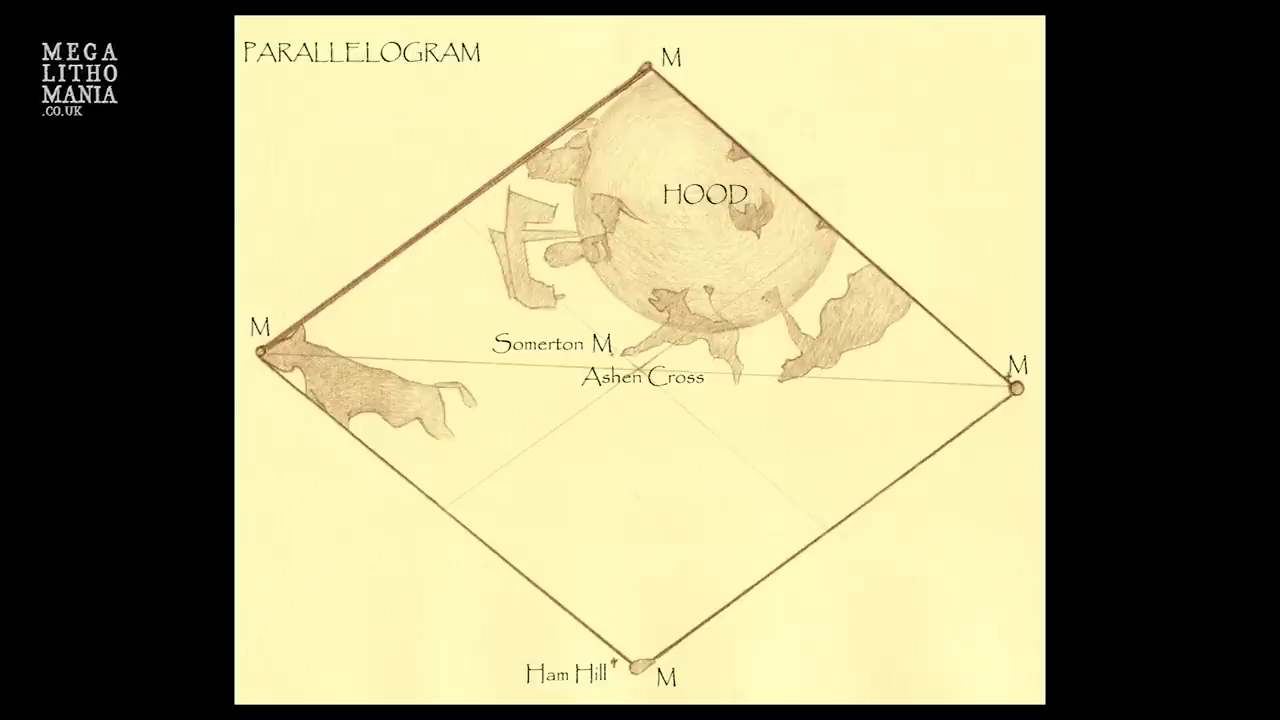 MEGA
LITHO
MANIA
.CO.UK
PARALLELOGRAM
M
HOOD
M
Somerton M
M
Ashen Cross
Ham Hill
M